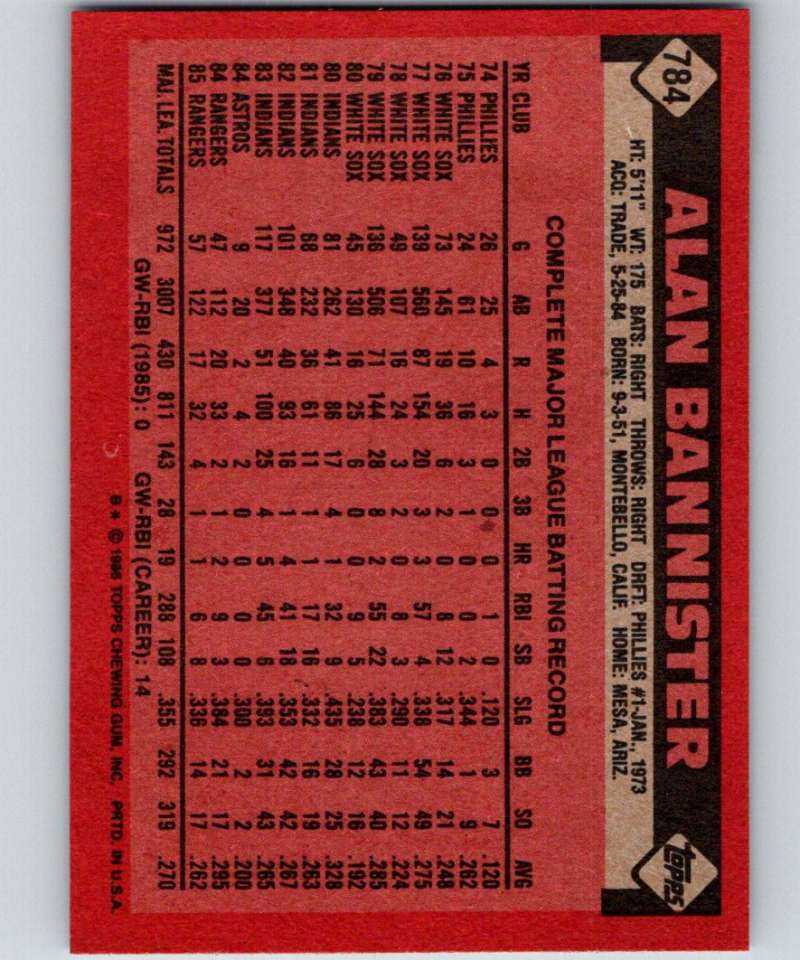 784
ALAN BANNISTER
TOPPS
HT: 5'11" WT: 175 BATS: RIGHT THROWS: RIGHT DRFT: PHILLIES #1-JAN., 1973
ACQ: TRADE, 5-25-84 BORN: 9-3-51, MONTEBELLO, CALIF. HOME: MESA, ARIZ.
COMPLETE MAJOR LEAGUE BATTING RECORD
YR CLUB G AB R H 2B 3B HR RBI SB SLG BB SO AVG
74 PHILLIES 26 25 4 3 0 0 0 1 0 .120 3 7 .120
75 PHILLIES 24 61 10 16 3 1 0 0 2 .344 1 9 .262
76 WHITE SOX 73 145 19 36 6 2 0 8 12 .317 14 21 .248
77 WHITE SOX 139 560 87 154 20 3 3 57 4 .338 54 49 .275
78 WHITE SOX 49 107 16 24 3 2 0 8 3 .290 11 12 .224
79 WHITE SOX 136 506 71 144 28 8 2 55 22 .383 43 40 .285
80 WHITE SOX 45 130 16 25 6 0 0 9 5 .238 12 16 .192
80 INDIANS 81 262 41 86 17 4 1 32 9 .435 28 25 .328
81 INDIANS 68 232 36 61 11 1 1 17 16 .332 16 19 .263
82 INDIANS 101 348 40 93 16 1 4 41 18 .353 42 42 .267
83 INDIANS 117 377 51 100 25 4 5 45 6 .393 31 43 .265
84 ASTROS 9 20 2 4 2 0 0 0 0 .300 2 2 .200
84 RANGERS 47 112 20 33 2 1 2 9 3 .384 21 17 .295
85 RANGERS 57 122 17 32 4 1 1 6 8 .336 14 17 .262
MAJ. LEA. TOTALS 972 3007 430 811 143 28 19 288 108 .355 292 319 .270
GW-RBI (1985): 0 GW-RBI (CAREER): 14
B* © 1986 TOPPS CHEWING GUM, INC. PRTD. IN U.S.A.